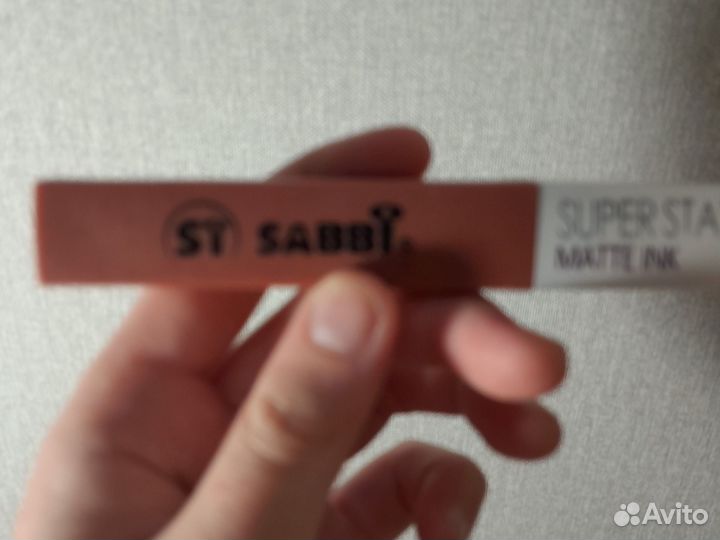 ST SABBI
SUPER STA
MATTE INK
Avito